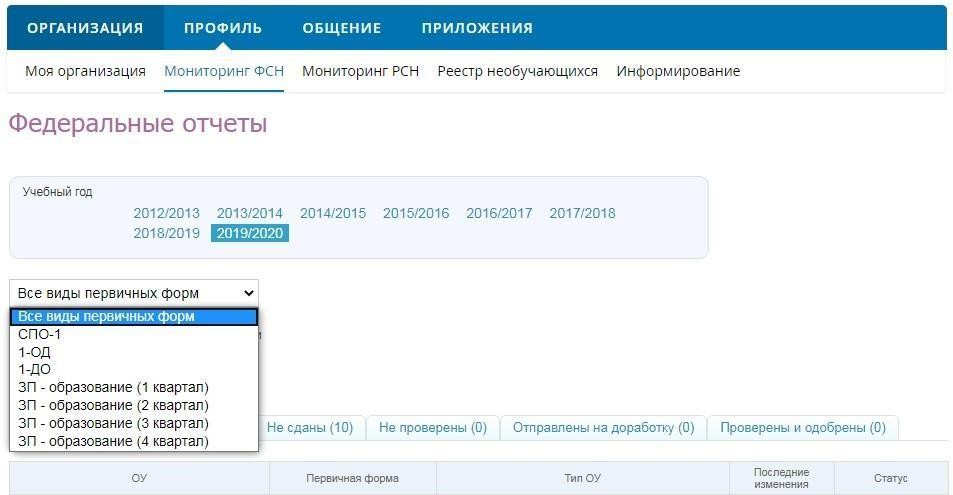 ОРГАНИЗАЦИЯ ПРОФИЛЬ ОБЩЕНИЕ ПРИЛОЖЕНИЯ
Моя организация Мониторинг ФСН Мониторинг РСН Реестр необучающихся Информирование
Федеральные отчеты
Учебный год
2012/2013 2013/2014 2014/2015 2015/2016 2016/2017 2017/2018
2018/2019 2019/2020
Все виды первичных форм
Все виды первичных форм
СПО-1
1-ОД
1-ДО
ЗП - образование (1 квартал)
ЗП - образование (2 квартал)
ЗП - образование (3 квартал)
ЗП - образование (4 квартал)
Не сданы (10) Не проверены (0) Отправлены на доработку (0) Проверены и одобрены (0)
ОУ Первичная форма Тип ОУ Последние изменения Статус